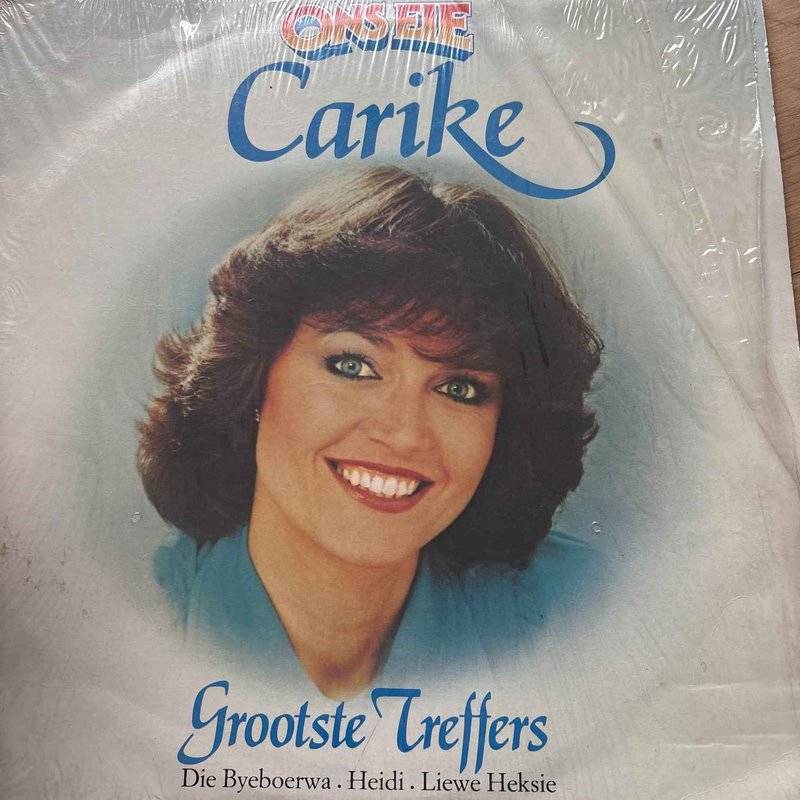 ONS EIE
Carike
Grootste Treffers
Die Byeboerwa . Heidi . Liewe Heksie